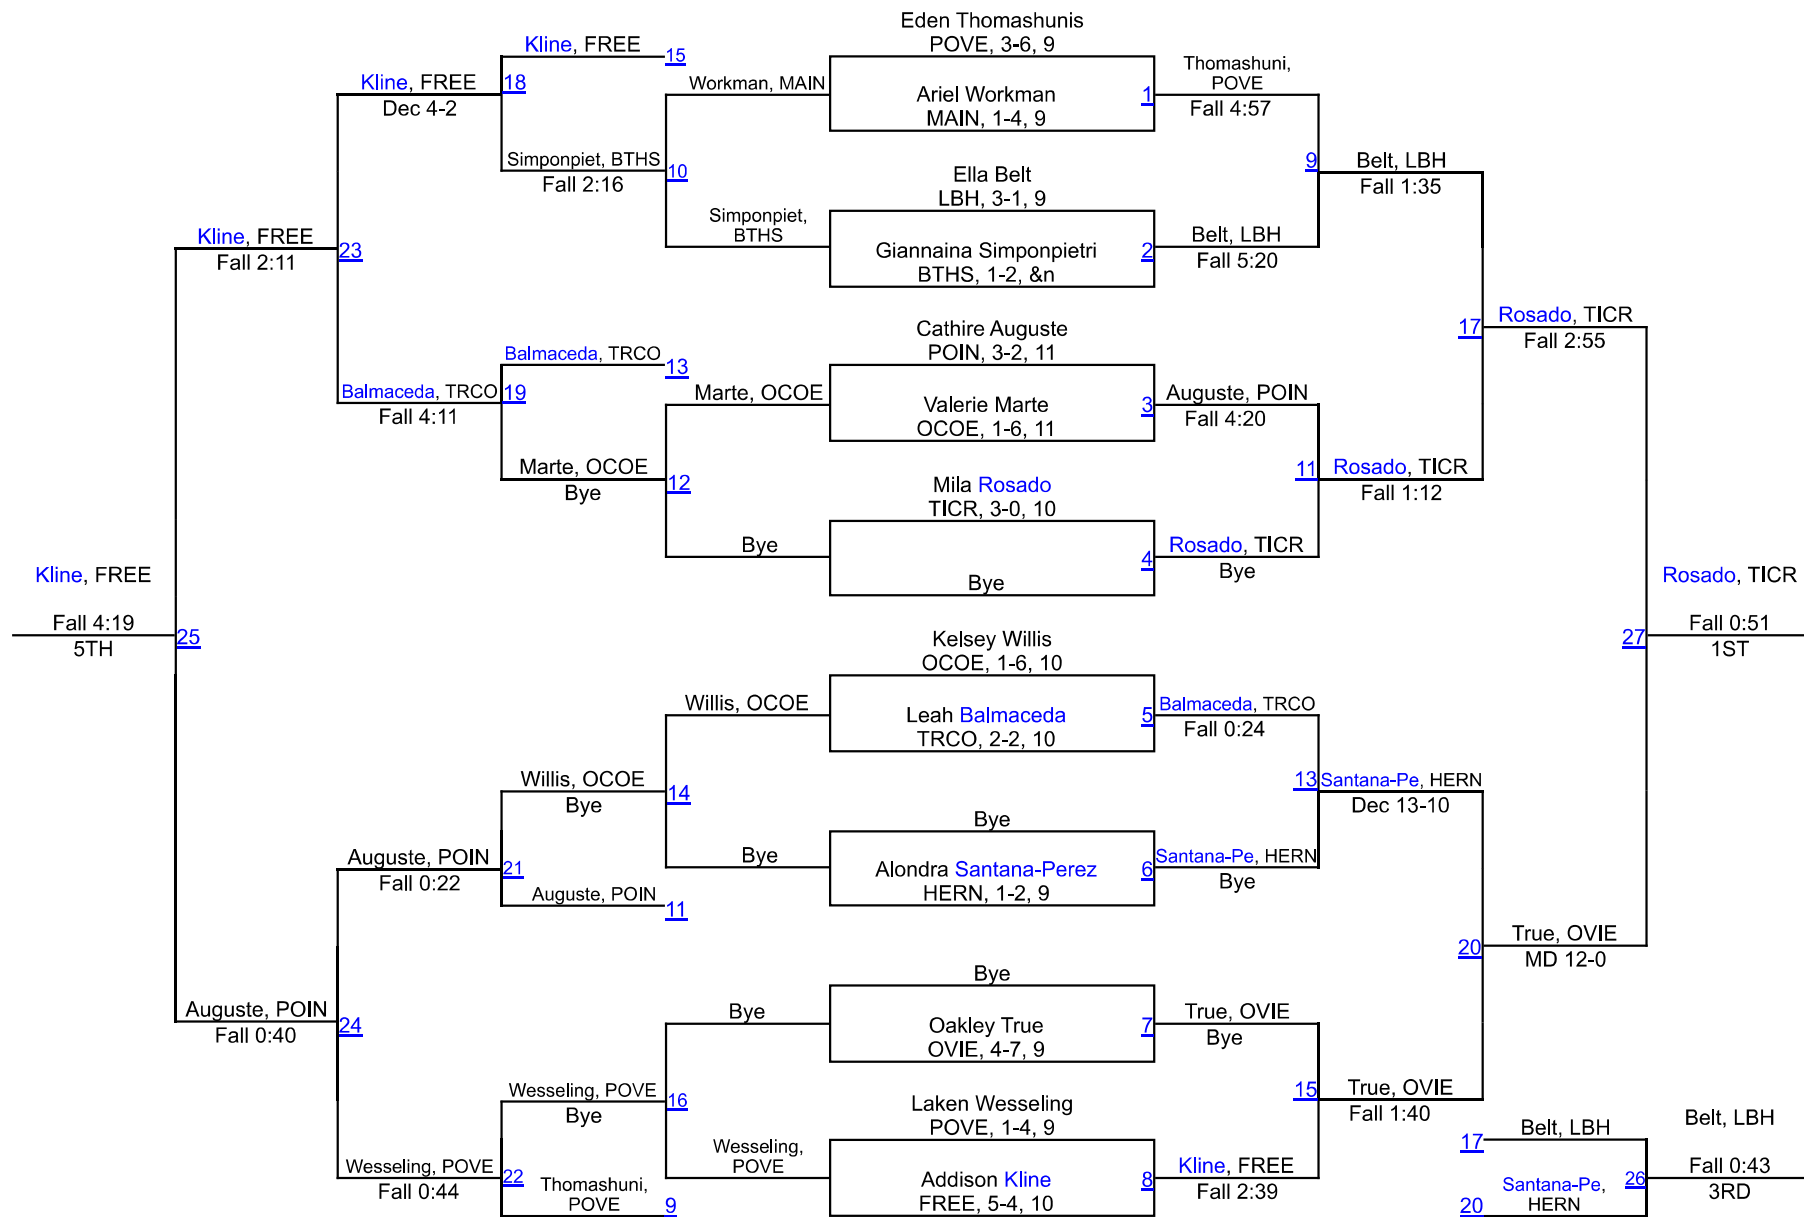 Eden Thomashunis
POVE, 3-6, 9
Kline, FREE
15
Workman, MAIN
Thomashuni,
POVE
Kline, FREE
18
Ariel Workman
1
Dec 4-2
MAIN, 1-4, 9
Fall 4:57
Simponpiet, BTHS
10
Fall 2:16
9
Belt, LBH
Fall 1:35
Ella Belt
LBH, 3-1, 9
Simponpiet,
BTHS
Kline, FREE
23
Fall 2:11
Giannaina Simponpietri
2
BTHS, 1-2, &n
Belt, LBH
Fall 5:20
Cathire Auguste
POIN, 3-2, 11
17
Rosado, TICR
Fall 2:55
Balmaceda, TRCO
13
Balmaceda, TRCO
19
Fall 4:11
Marte, OCOE
Valerie Marte
3
OCOE, 1-6, 11
Auguste, POIN
Fall 4:20
Marte, OCOE
12
Bye
11
Rosado, TICR
Fall 1:12
Mila Rosado
TICR, 3-0, 10
Bye
4
Rosado, TICR
Bye
Bye
Kline, FREE
Fall 4:19
5TH
25
Rosado, TICR
27
Fall 0:51
1ST
Kelsey Willis
OCOE, 1-6, 10
Willis, OCOE
Leah Balmaceda
5
TRCO, 2-2, 10
Balmaceda, TRCO
Fall 0:24
Willis, OCOE
14
Bye
13
Santana-Pe, HERN
Dec 13-10
Bye
Bye
Alondra Santana-Perez
6
HERN, 1-2, 9
Santana-Pe, HERN
Bye
Auguste, POIN
21
Fall 0:22
Auguste, POIN
11
20
True, OVIE
MD 12-0
Bye
Bye
Oakley True
7
OVIE, 4-7, 9
True, OVIE
Bye
Auguste, POIN
24
Fall 0:40
Wesseling, POVE
16
Bye
15
True, OVIE
Fall 1:40
Laken Wesseling
POVE, 1-4, 9
Wesseling,
POVE
Addison Kline
8
FREE, 5-4, 10
Kline, FREE
Fall 2:39
Wesseling, POVE
22
Fall 0:44
Thomashuni,
POVE
9
17
Belt, LBH
Belt, LBH
Santana-Pe,
HERN
20
26
Fall 0:43
3RD